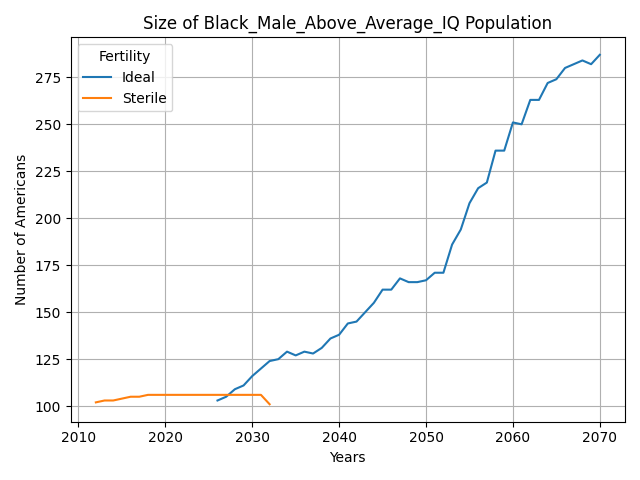 Size of Black_Male_Above_Average_IQ Population
Fertility
Ideal
Sterile
Number of Americans
275
250
225
200
175
150
125
100
2010 2020 2030 2040 2050 2060 2070
Years